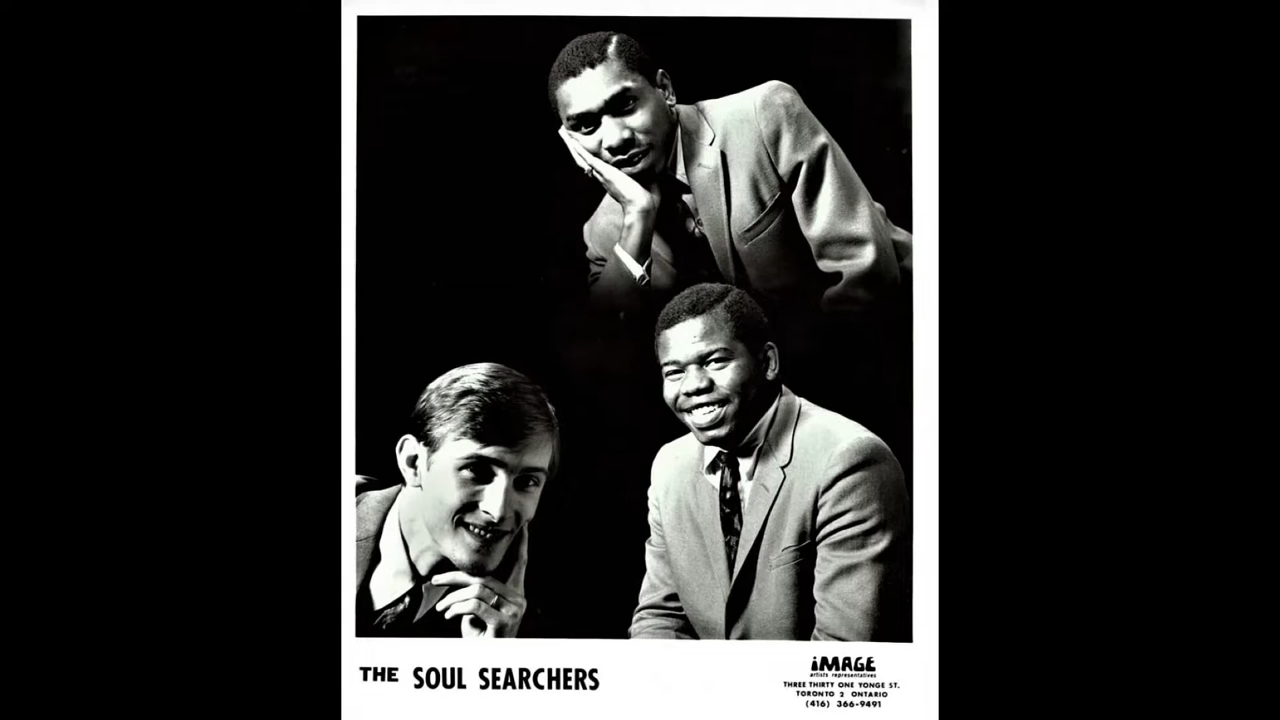 THE SOUL SEARCHERS
iMAGE
artists representatives
THREE THIRTY ONE YONGE ST.
TORONTO 2 ONTARIO
(416) 366-9491